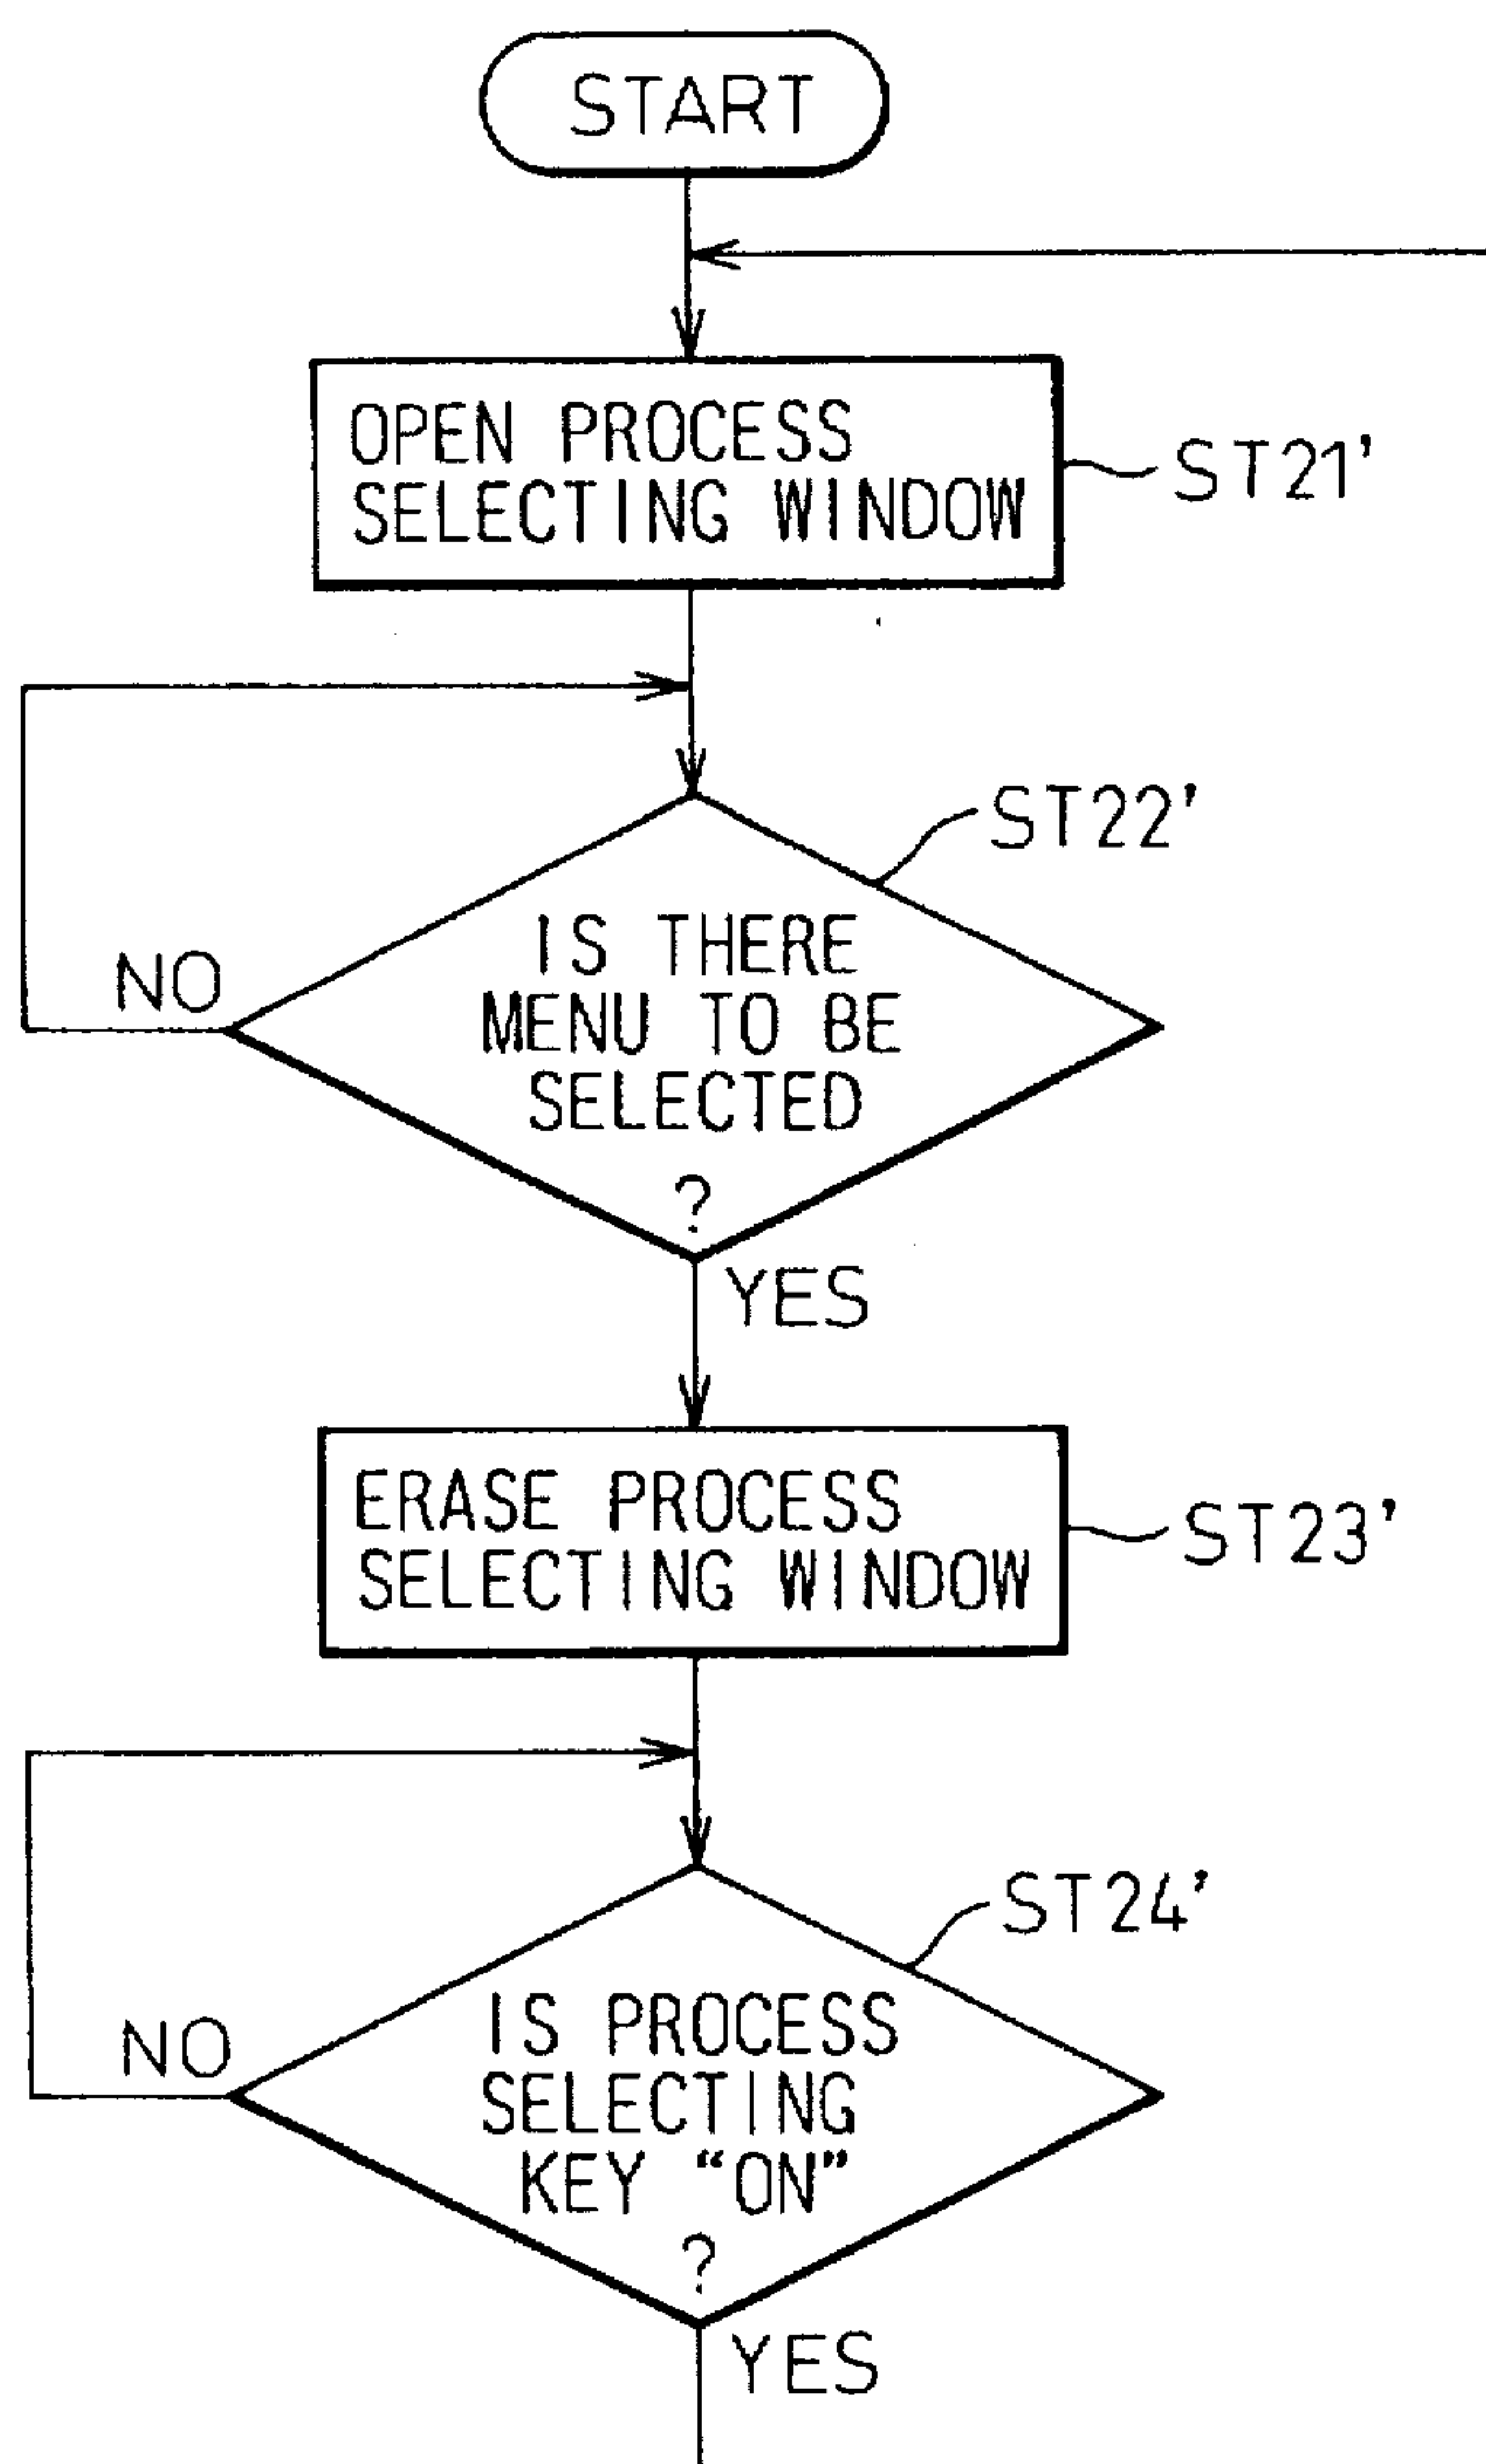 START
OPEN PROCESS
SELECTING WINDOW
ST21'
ST22'
IS THERE
MENU TO BE
SELECTED
?
NO
YES
ERASE PROCESS
SELECTING WINDOW
ST23'
ST24'
IS PROCESS
SELECTING
KEY “ON”
?
NO
YES